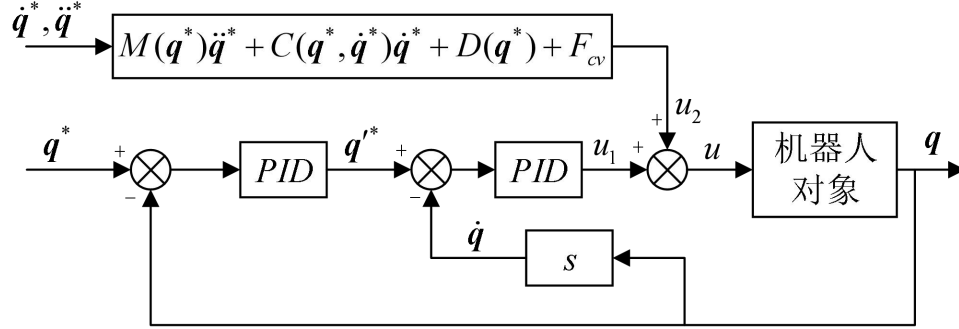 q̇*, q̈*
M(q*)q̈* + C(q*, q̇*)q̇* + D(q*) + F_cv
+
u₂
q*
+
−
PID
q′*
+
−
PID
u₁
+
u
机器人
对象
q
q̇
s